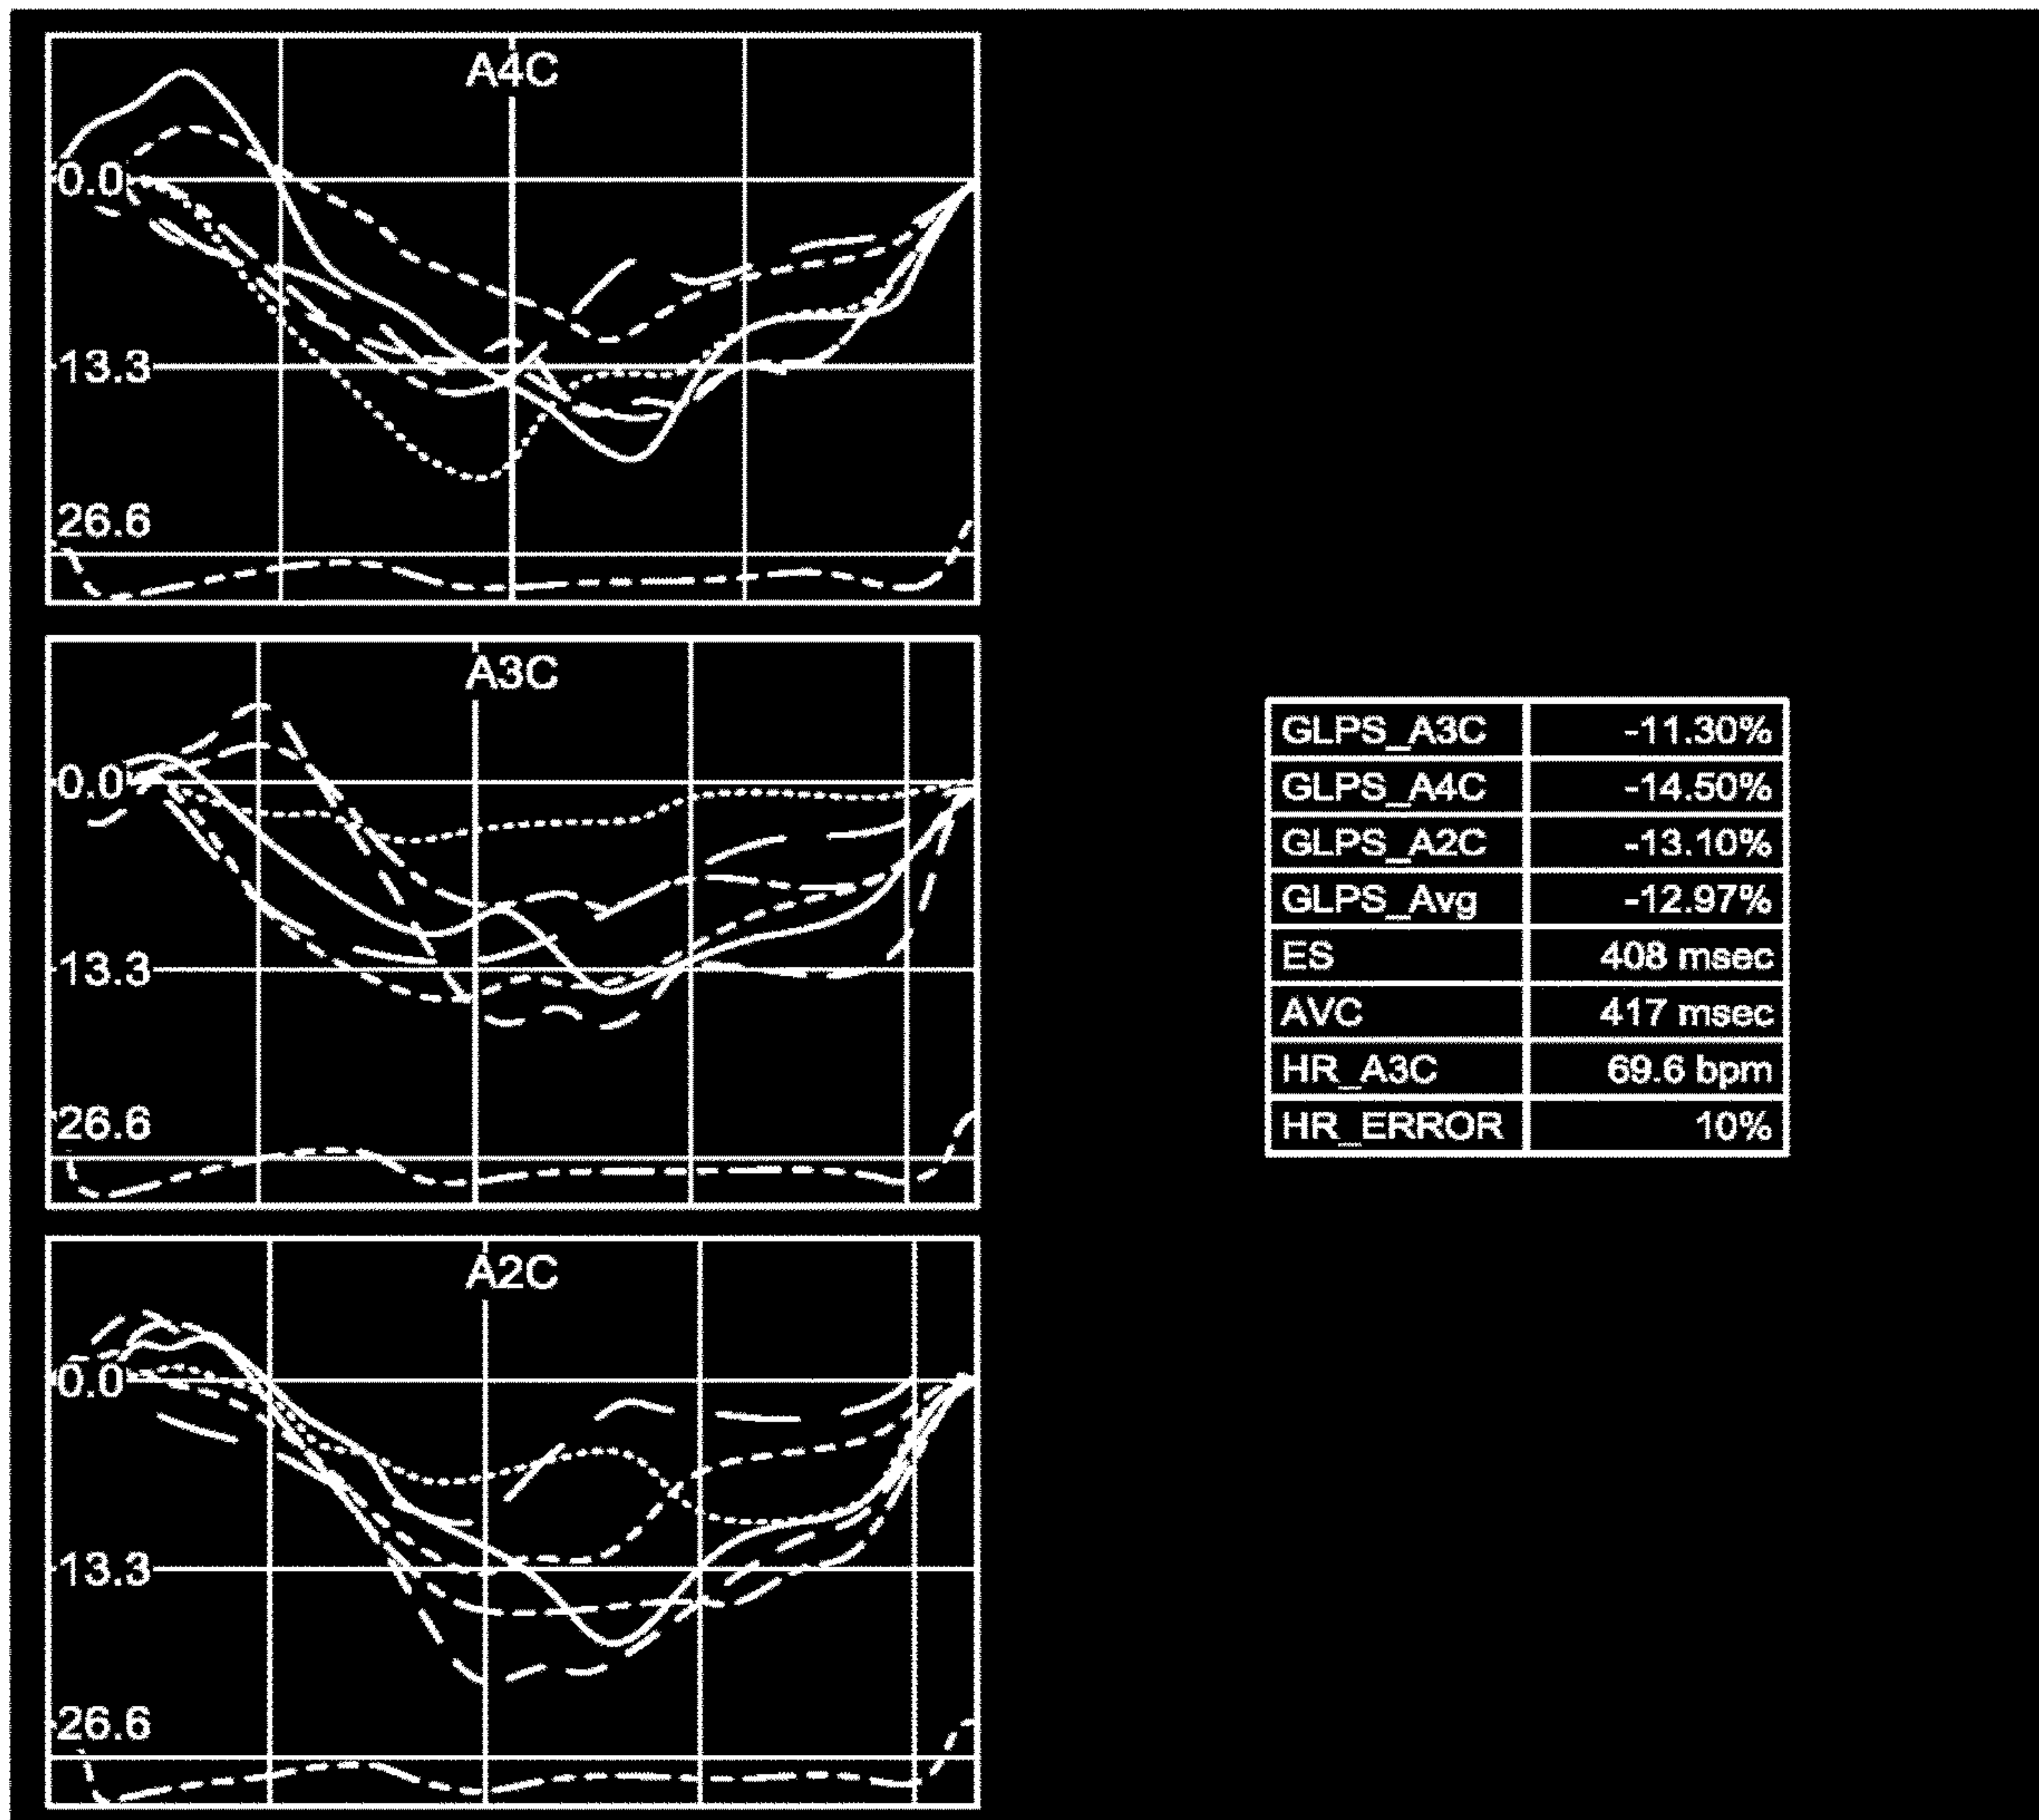 A4C
0.0
13.3
26.6
A3C
0.0
13.3
26.6
GLPS_A3C -11.30%
GLPS_A4C -14.50%
GLPS_A2C -13.10%
GLPS_Avg -12.97%
ES 408 msec
AVC 417 msec
HR_A3C 69.6 bpm
HR_ERROR 10%
A2C
0.0
13.3
26.6